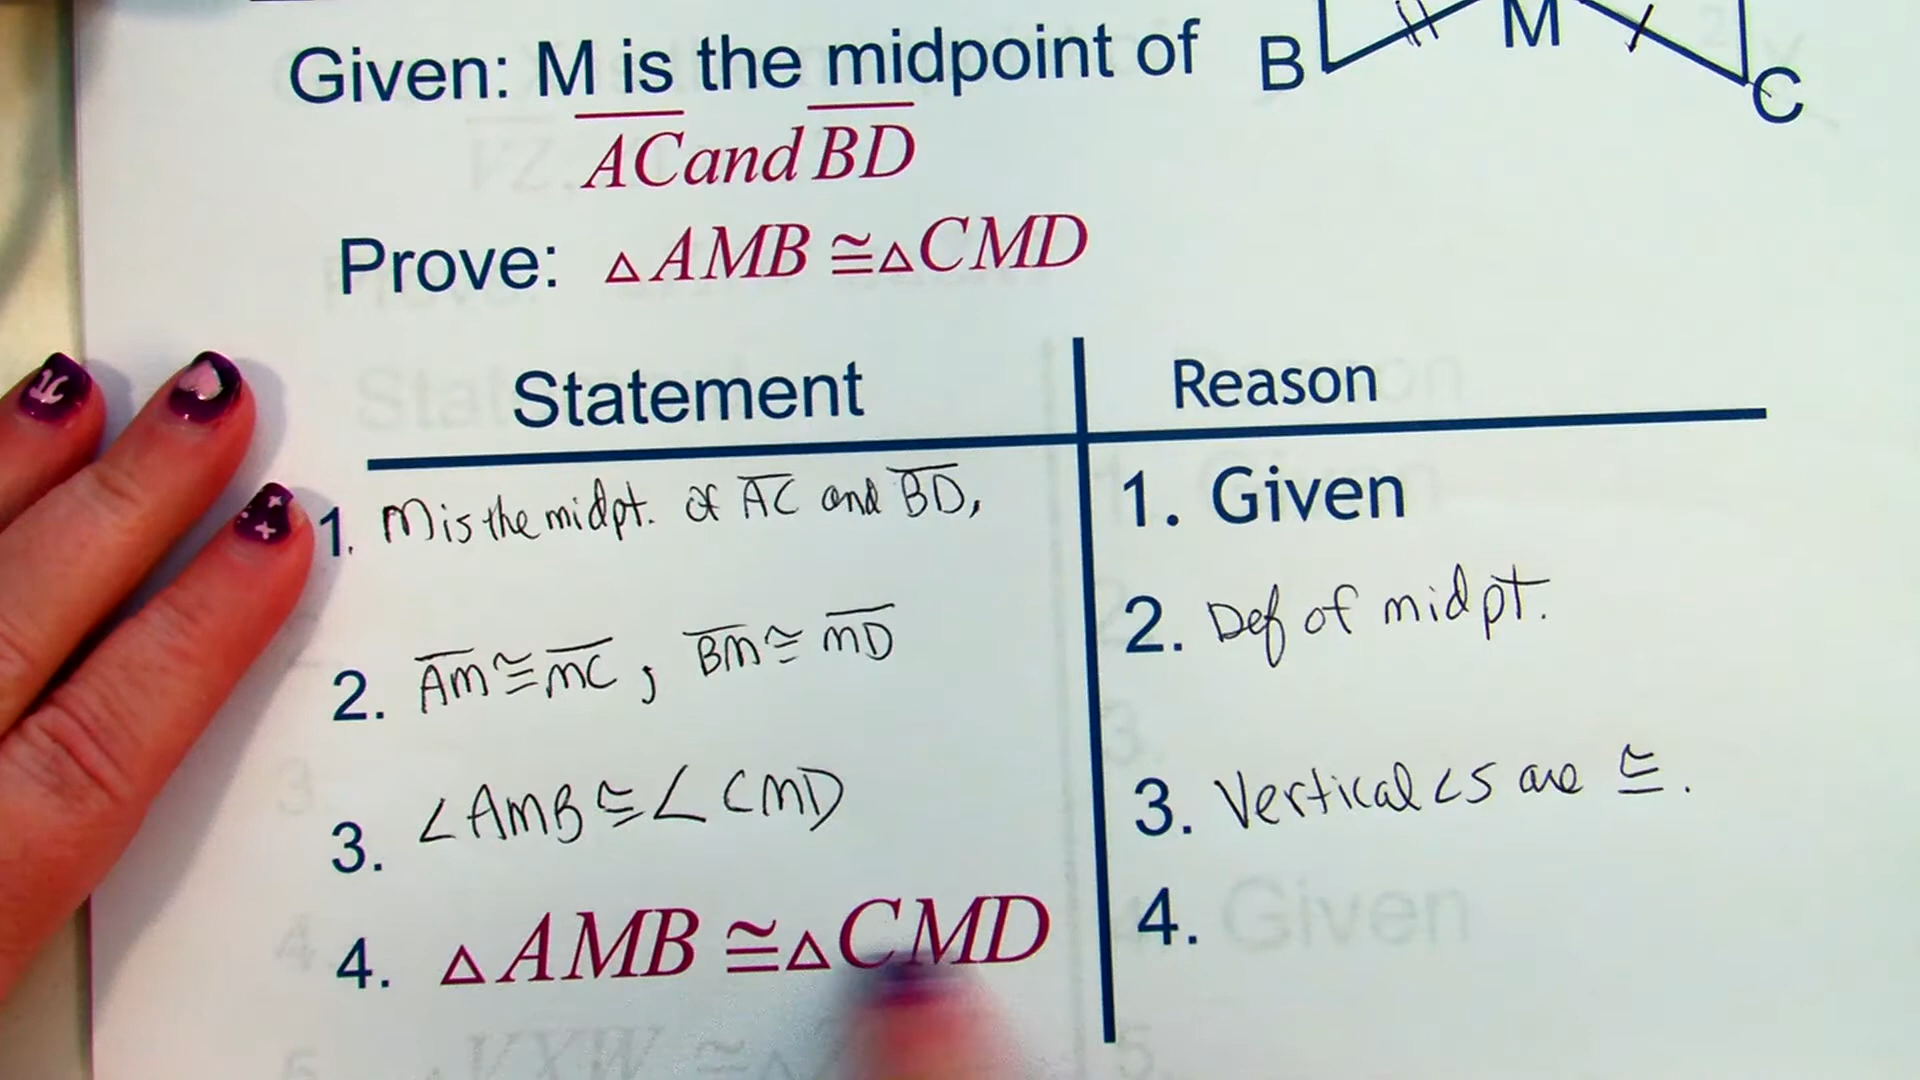 Given: M is the midpoint of
AC and BD
B M C
Prove: △AMB ≅ △CMD
Statement Reason
1. M is the midpt. of AC and BD, 1. Given
2. AM ≅ MC , BM ≅ MD 2. Def of midpt.
3. ∠AMB ≅ ∠CMD 3. Vertical ∠s are ≅.
4. △AMB ≅ △CMD 4.